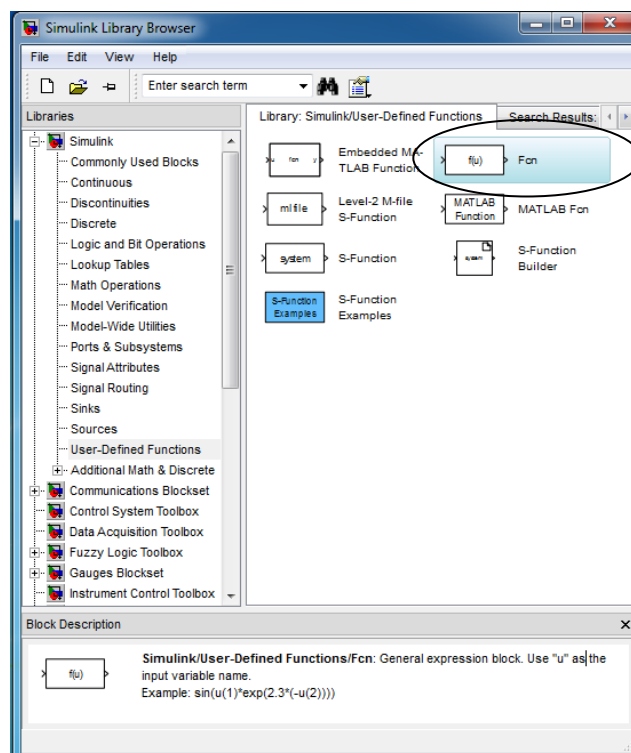 Simulink Library Browser
File Edit View Help
Enter search term
Libraries
Library: Simulink/User-Defined Functions
Search Results:
Simulink
Commonly Used Blocks
Continuous
Discontinuities
Discrete
Logic and Bit Operations
Lookup Tables
Math Operations
Model Verification
Model-Wide Utilities
Ports & Subsystems
Signal Attributes
Signal Routing
Sinks
Sources
User-Defined Functions
Additional Math & Discrete
Communications Blockset
Control System Toolbox
Data Acquisition Toolbox
Fuzzy Logic Toolbox
Gauges Blockset
Instrument Control Toolbox
u fcn y
Embedded MA-
TLAB Function
f(u)
Fcn
mlfile
Level-2 M-file
S-Function
MATLAB
Function
MATLAB Fcn
system
S-Function
system
S-Function
Builder
S-Function
Examples
S-Function
Examples
Block Description
f(u)
Simulink/User-Defined Functions/Fcn: General expression block. Use "u" as the
input variable name.
Example: sin(u(1)*exp(2.3*(-u(2))))